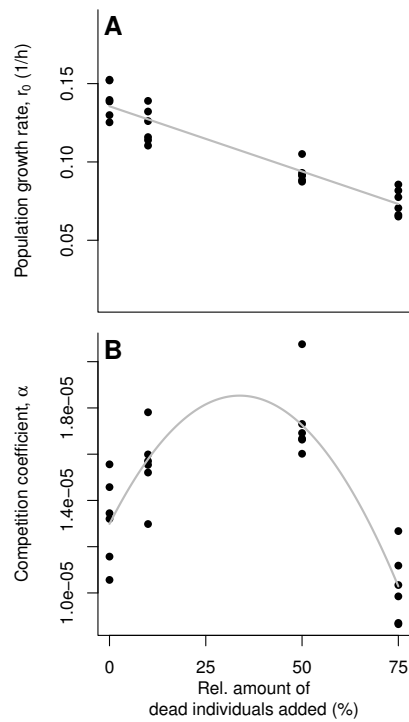 A
Population growth rate, r₀ (1/h)
0.15
0.10
0.05
B
Competition coefficient, α
1.8e−05
1.4e−05
1.0e−05
0 25 50 75
Rel. amount of
dead individuals added (%)